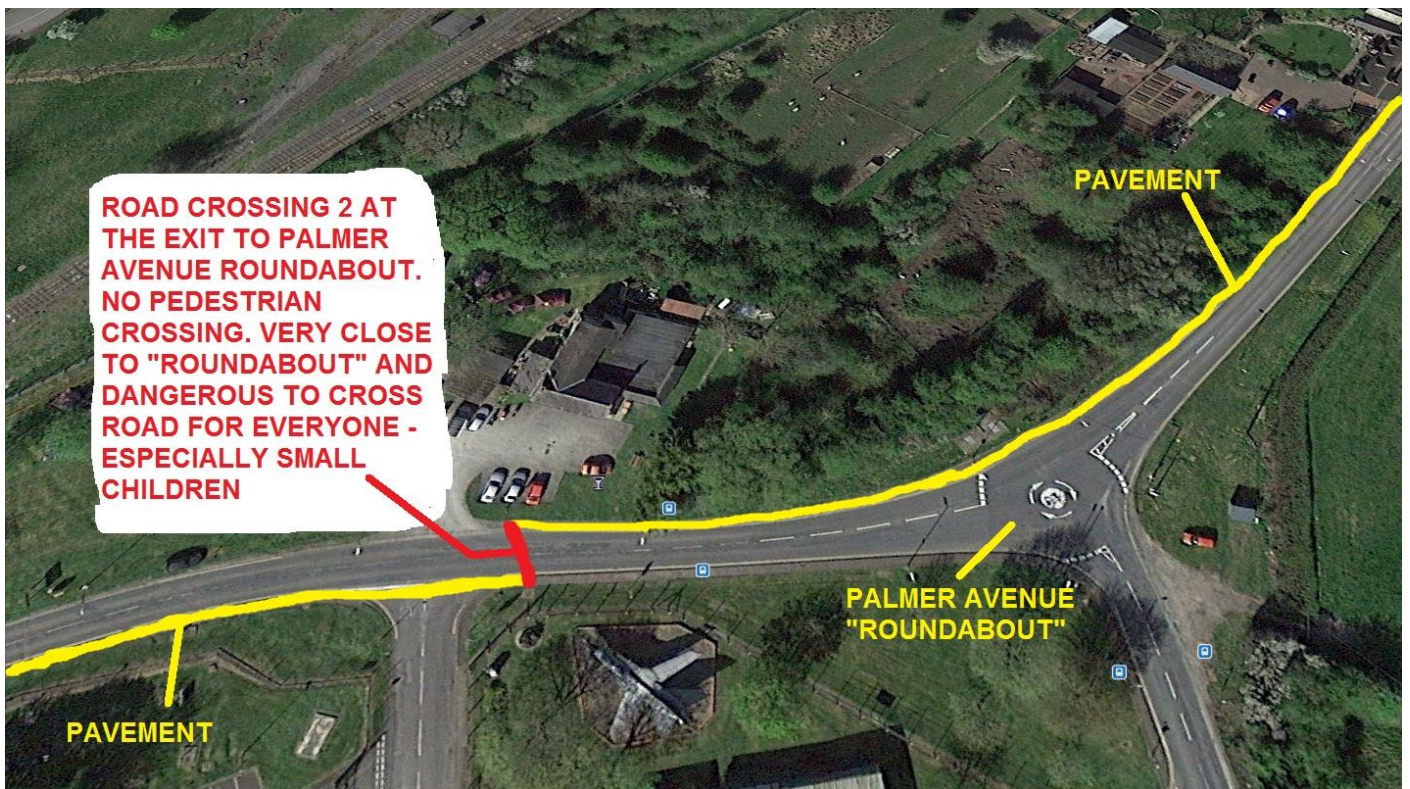 ROAD CROSSING 2 AT
THE EXIT TO PALMER
AVENUE ROUNDABOUT.
NO PEDESTRIAN
CROSSING. VERY CLOSE
TO "ROUNDABOUT" AND
DANGEROUS TO CROSS
ROAD FOR EVERYONE -
ESPECIALLY SMALL
CHILDREN
PAVEMENT
PALMER AVENUE
"ROUNDABOUT"
PAVEMENT